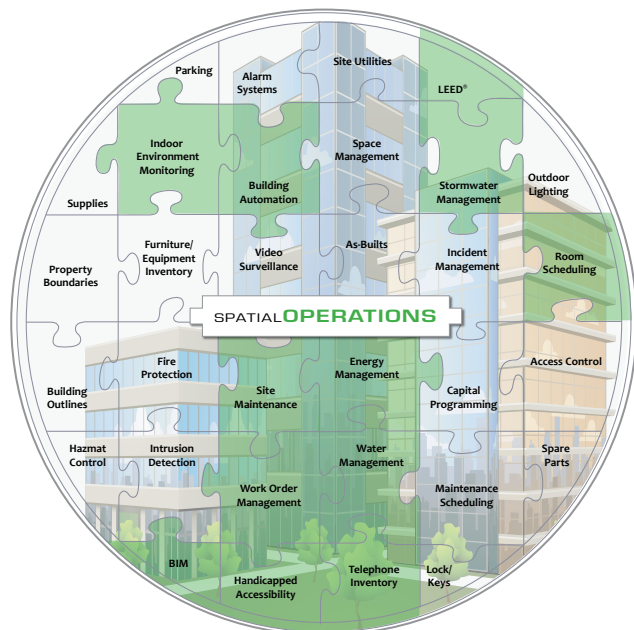 Parking
Alarm
Systems
Site Utilities
LEED®
Indoor
Environment
Monitoring
Building
Automation
Space
Management
Stormwater
Management
Outdoor
Lighting
Supplies
Property
Boundaries
Furniture/
Equipment
Inventory
Video
Surveillance
As-Builts
Incident
Management
Room
Scheduling
SPATIALOPERATIONS
Building
Outlines
Fire
Protection
Site
Maintenance
Energy
Management
Capital
Programming
Access Control
Hazmat
Control
Intrusion
Detection
Work Order
Management
Water
Management
Maintenance
Scheduling
Spare
Parts
BIM
Handicapped
Accessibility
Telephone
Inventory
Lock/
Keys